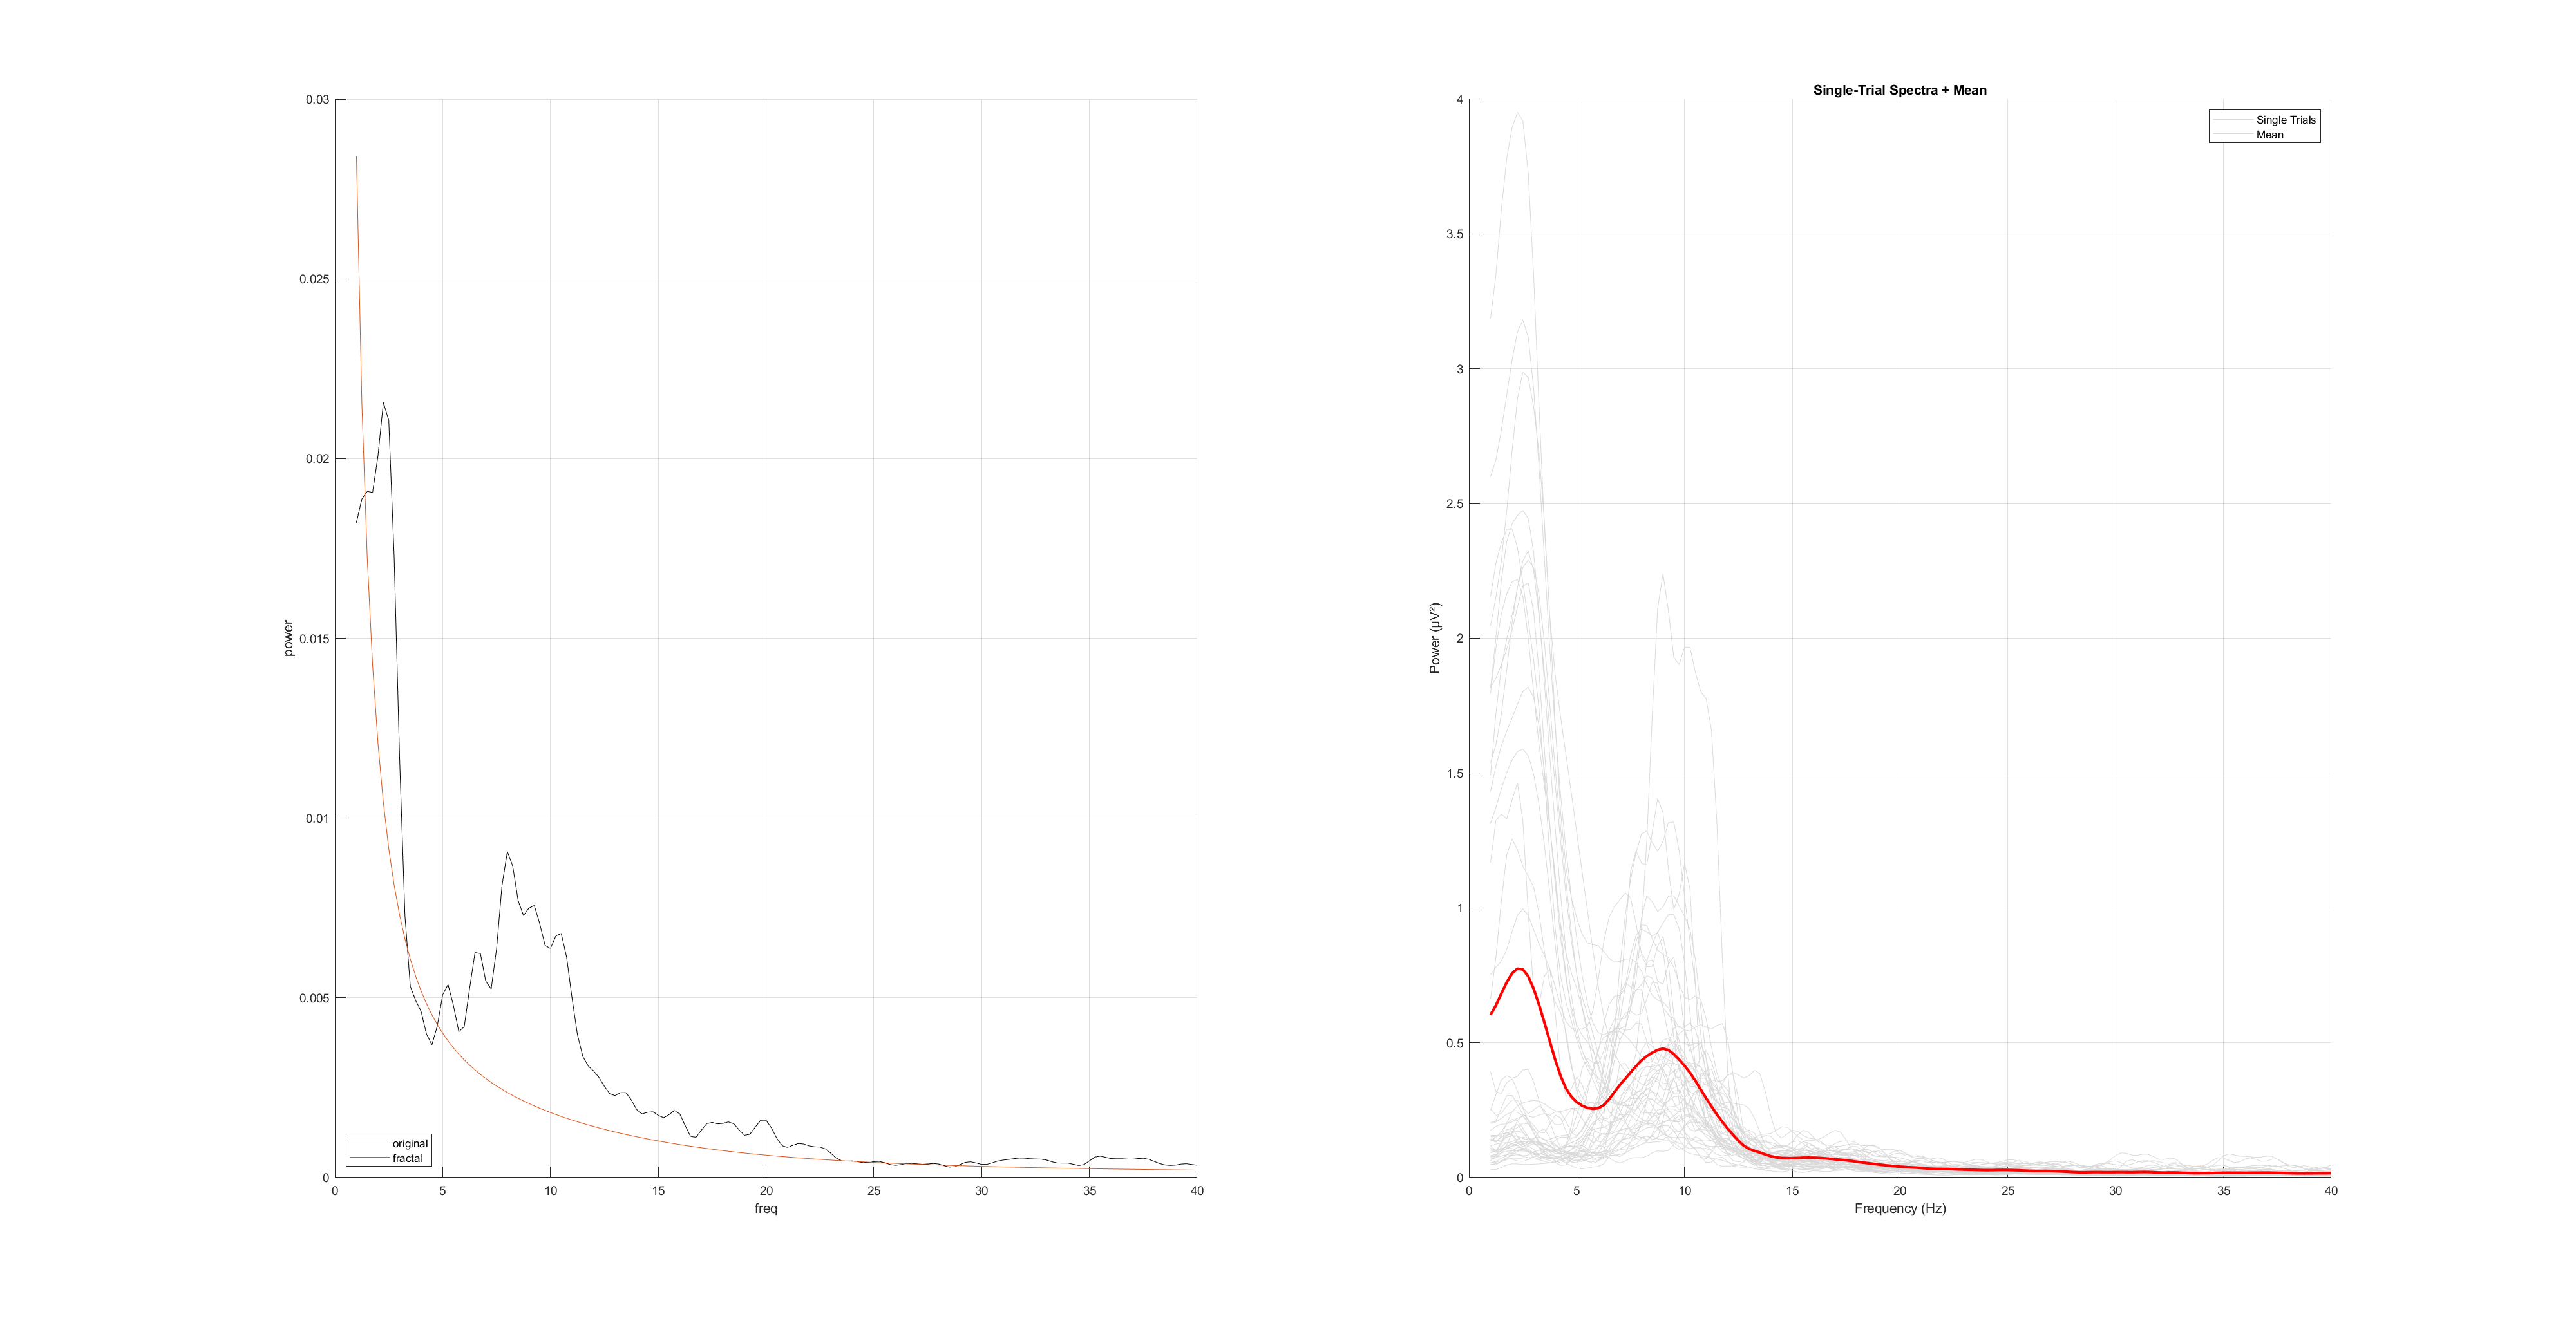 0.03
0.025
0.02
0.015
0.01
0.005
0
power
original
fractal
0 5 10 15 20 25 30 35 40
freq
Single-Trial Spectra + Mean
4
3.5
3
2.5
2
1.5
1
0.5
0
Power (µV²)
Single Trials
Mean
0 5 10 15 20 25 30 35 40
Frequency (Hz)